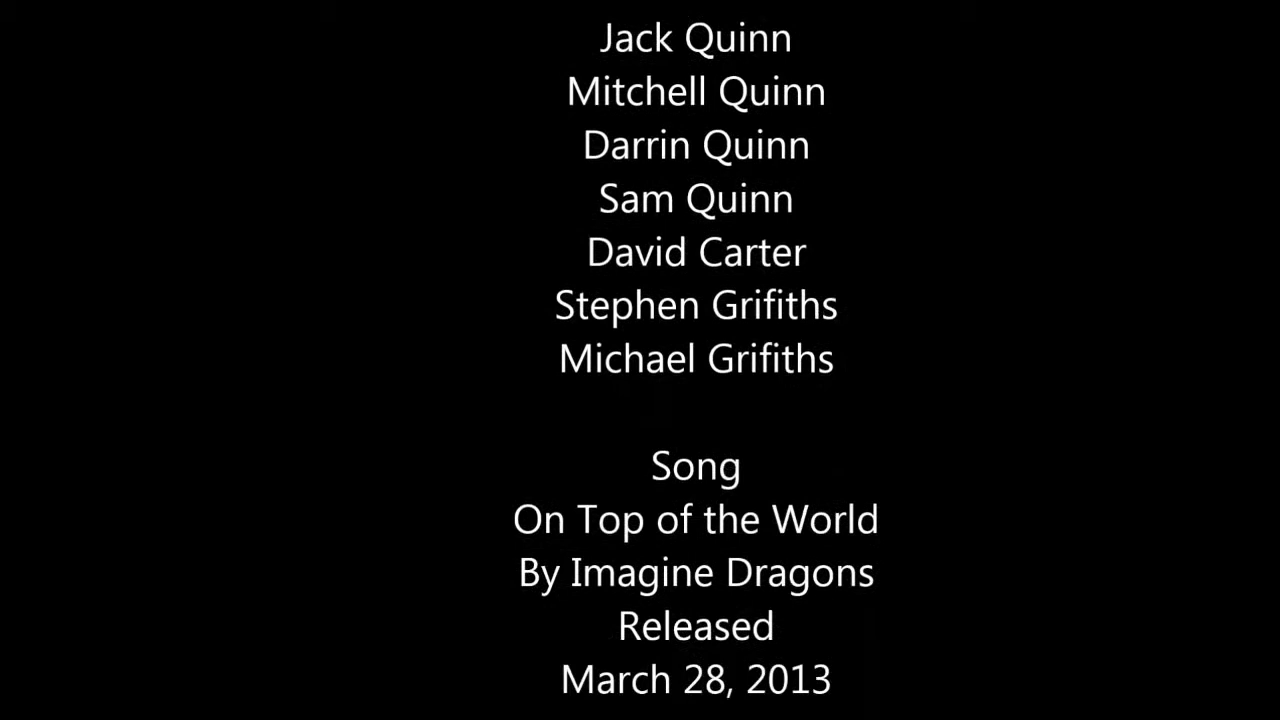 Jack Quinn
Mitchell Quinn
Darrin Quinn
Sam Quinn
David Carter
Stephen Grifiths
Michael Grifiths
Song
On Top of the World
By Imagine Dragons
Released
March 28, 2013